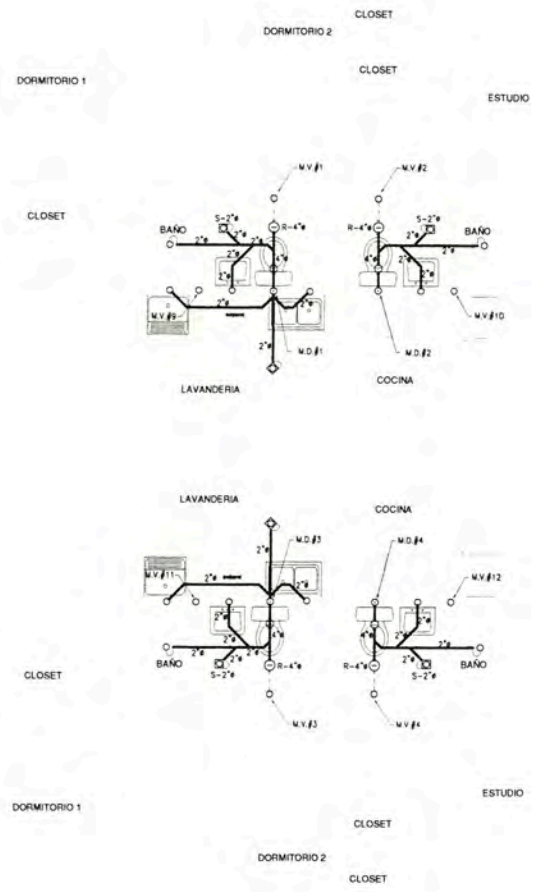 CLOSET
DORMITORIO 2
CLOSET
DORMITORIO 1
ESTUDIO
M.V.#1
M.V.#2
CLOSET
BAÑO
S-2"ø
R-4"ø
R-4"ø
S-2"ø
BAÑO
2"ø
2"ø
2"ø
2"ø
2"ø
2"ø
2"ø
4"ø
4"ø
2"ø
2"ø
M.V.#9
2"ø
2"ø
M.V.#10
2"ø
M.D.#1
M.D.#2
LAVANDERIA
COCINA
LAVANDERIA
COCINA
2"ø
M.D.#3
M.D.#4
M.V.#11
2"ø
2"ø
M.V.#12
2"ø
4"ø
4"ø
2"ø
2"ø
2"ø
2"ø
2"ø
2"ø
2"ø
2"ø
BAÑO
S-2"ø
R-4"ø
R-4"ø
S-2"ø
BAÑO
CLOSET
M.V.#3
M.V.#4
ESTUDIO
DORMITORIO 1
CLOSET
DORMITORIO 2
CLOSET